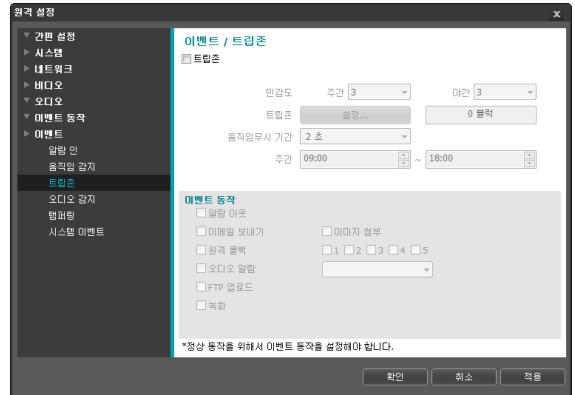 원격 설정 x
간편 설정
시스템
네트워크
비디오
오디오
이벤트 동작
이벤트
알람 인
움직임 감지
트립존
오디오 감지
탬퍼링
시스템 이벤트
이벤트 / 트립존
트립존
민감도 주간 3 야간 3
트립존 설정... 0 블럭
움직임무시 기간 2 초
주간 09:00 ~ 18:00
이벤트 동작
알람 아웃
이메일 보내기 이미지 첨부
원격 콜백 1 2 3 4 5
오디오 알람
FTP 업로드
녹화
*정상 동작을 위해서 이벤트 동작을 설정해야 합니다.
확인 취소 적용